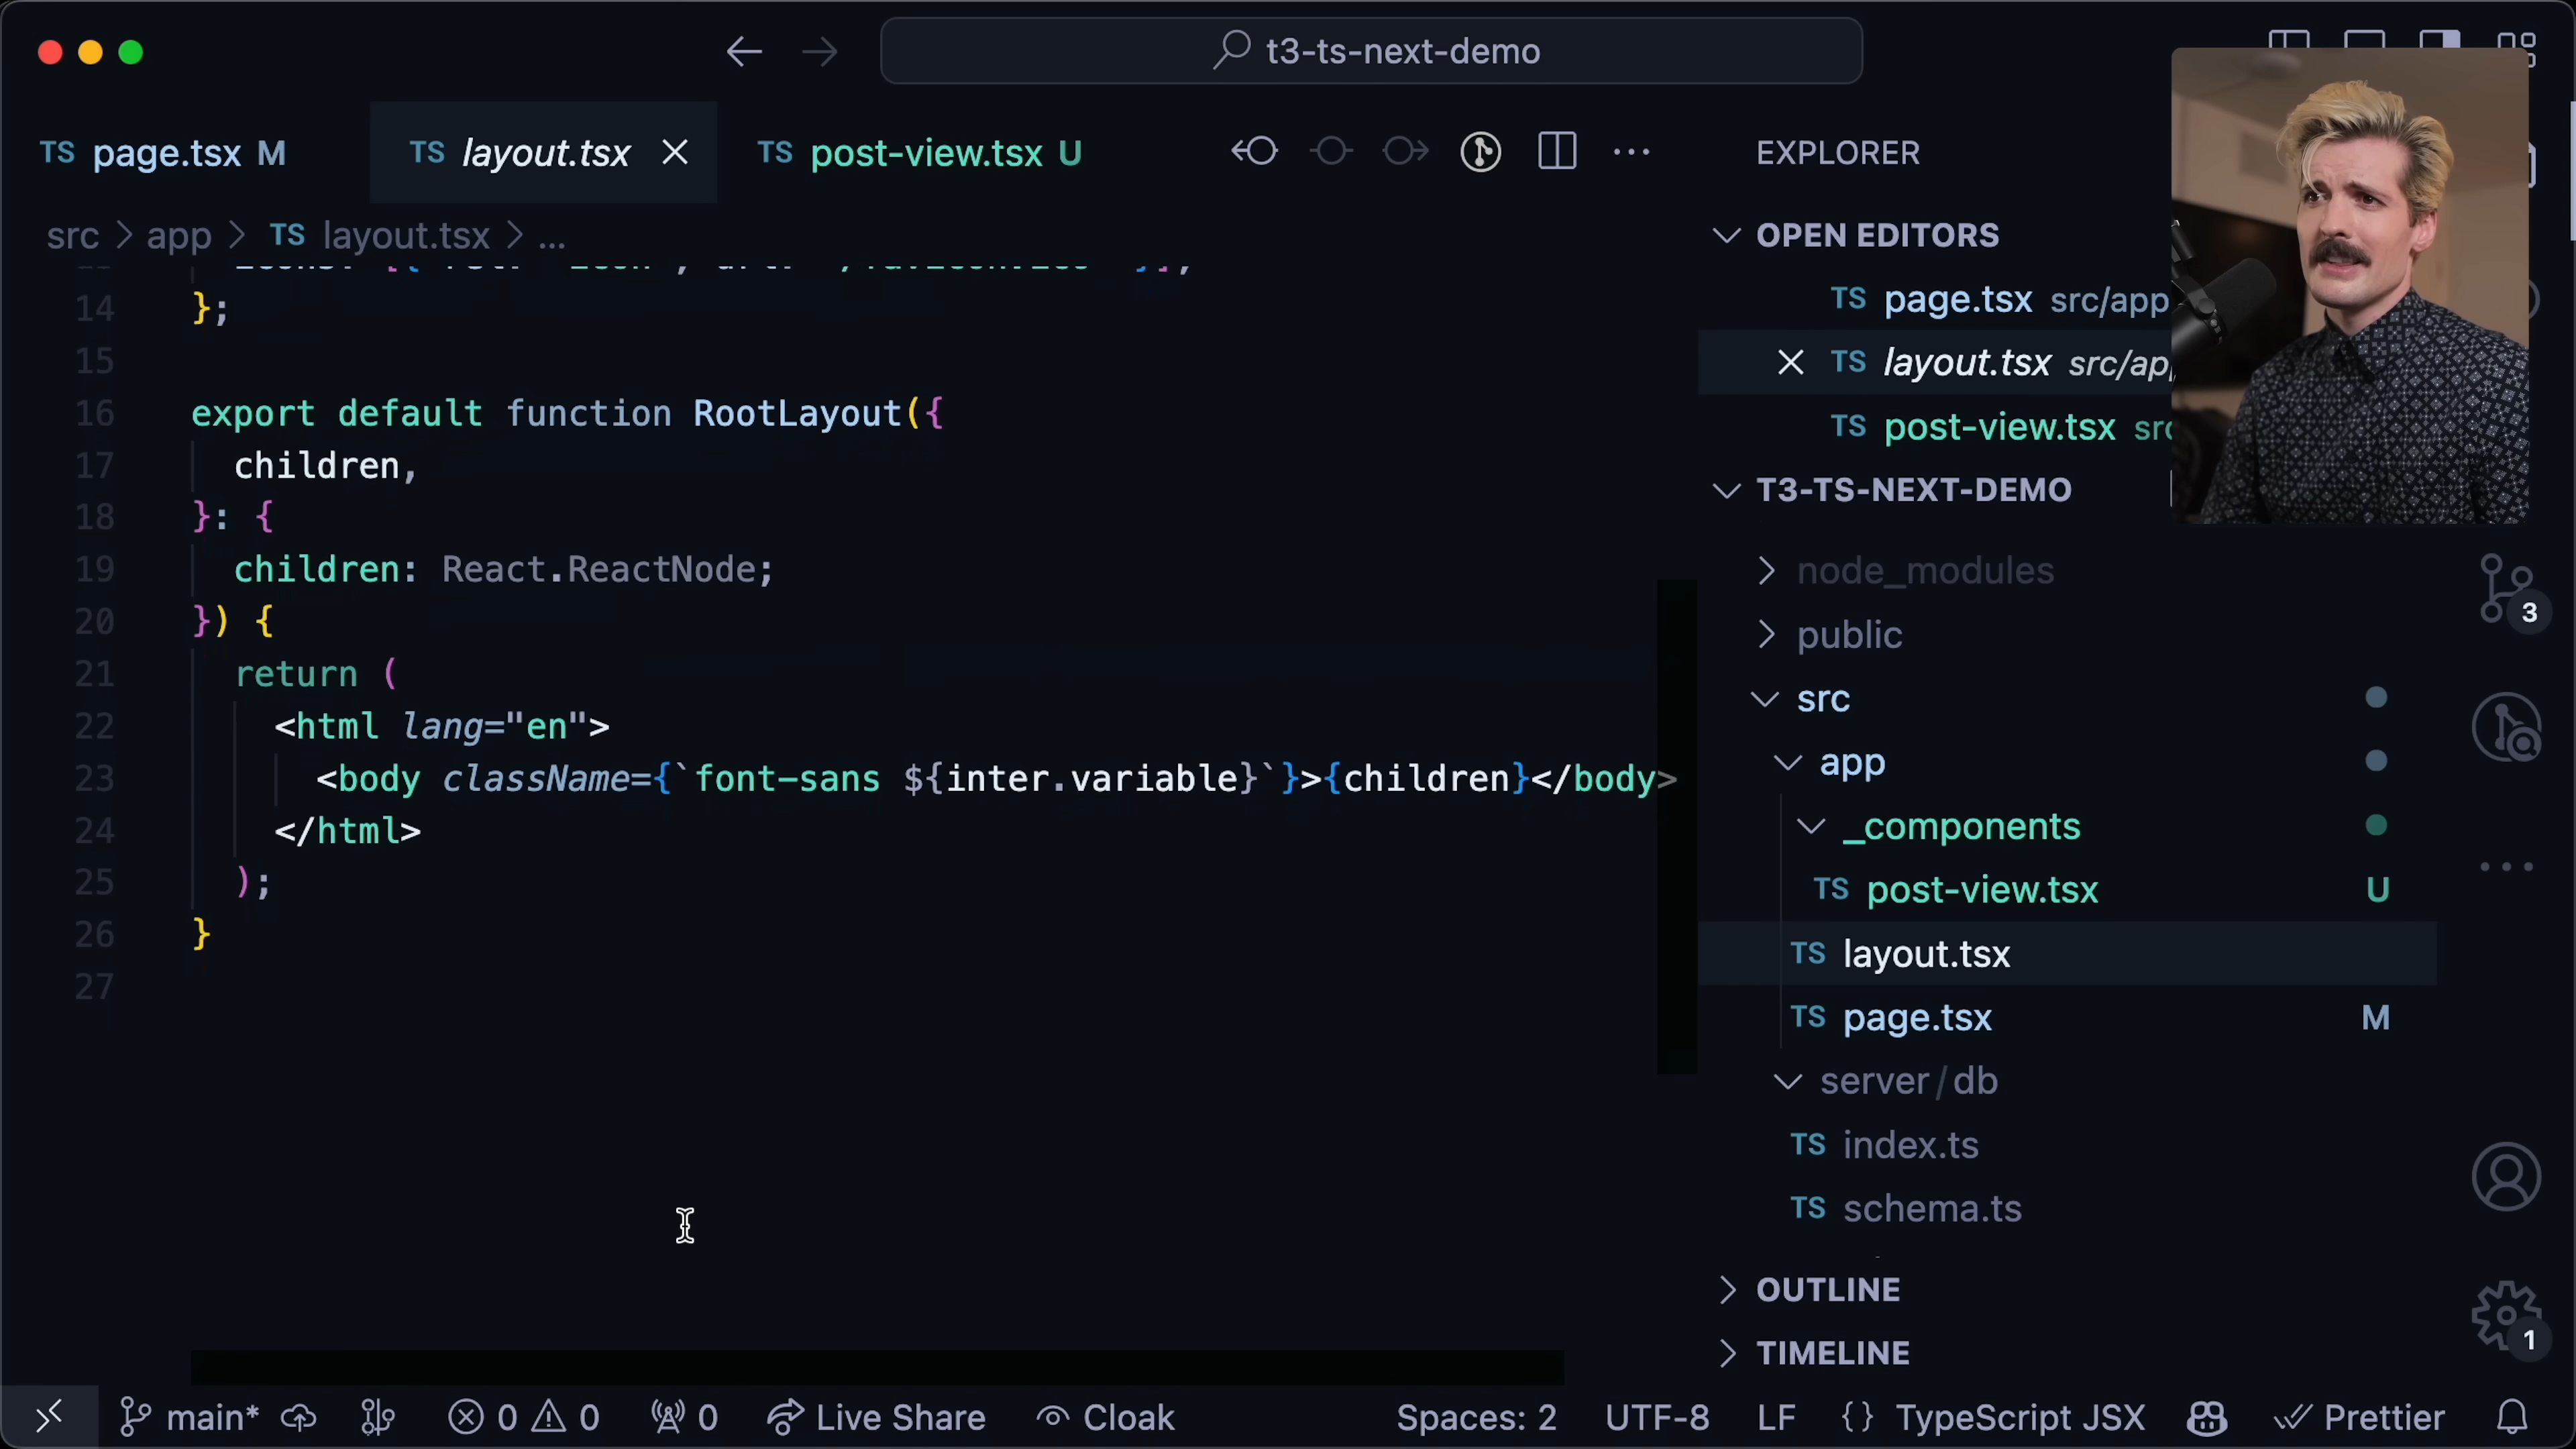 t3-ts-next-demo
TS page.tsx M
TS layout.tsx
TS post-view.tsx U
src > app > TS layout.tsx > ...
14 };
15
16 export default function RootLayout({
17 children,
18 }: {
19 children: React.ReactNode;
20 }) {
21 return (
22 <html lang="en">
23 <body className={`font-sans ${inter.variable}`}>{children}</body>
24 </html>
25 );
26 }
27
EXPLORER
OPEN EDITORS
TS page.tsx src/app
TS layout.tsx src/app
TS post-view.tsx src
T3-TS-NEXT-DEMO
node_modules
public
src
app
_components
TS post-view.tsx U
TS layout.tsx
TS page.tsx M
server/db
TS index.ts
TS schema.ts
OUTLINE
TIMELINE
3
1
main* 0 0 0 Live Share Cloak Spaces: 2 UTF-8 LF {} TypeScript JSX Prettier